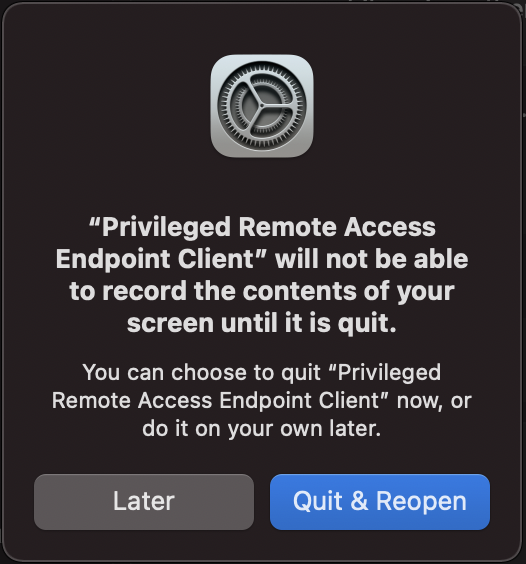 “Privileged Remote Access
Endpoint Client” will not be able
to record the contents of your
screen until it is quit.
You can choose to quit “Privileged
Remote Access Endpoint Client” now, or
do it on your own later.
Later
Quit & Reopen